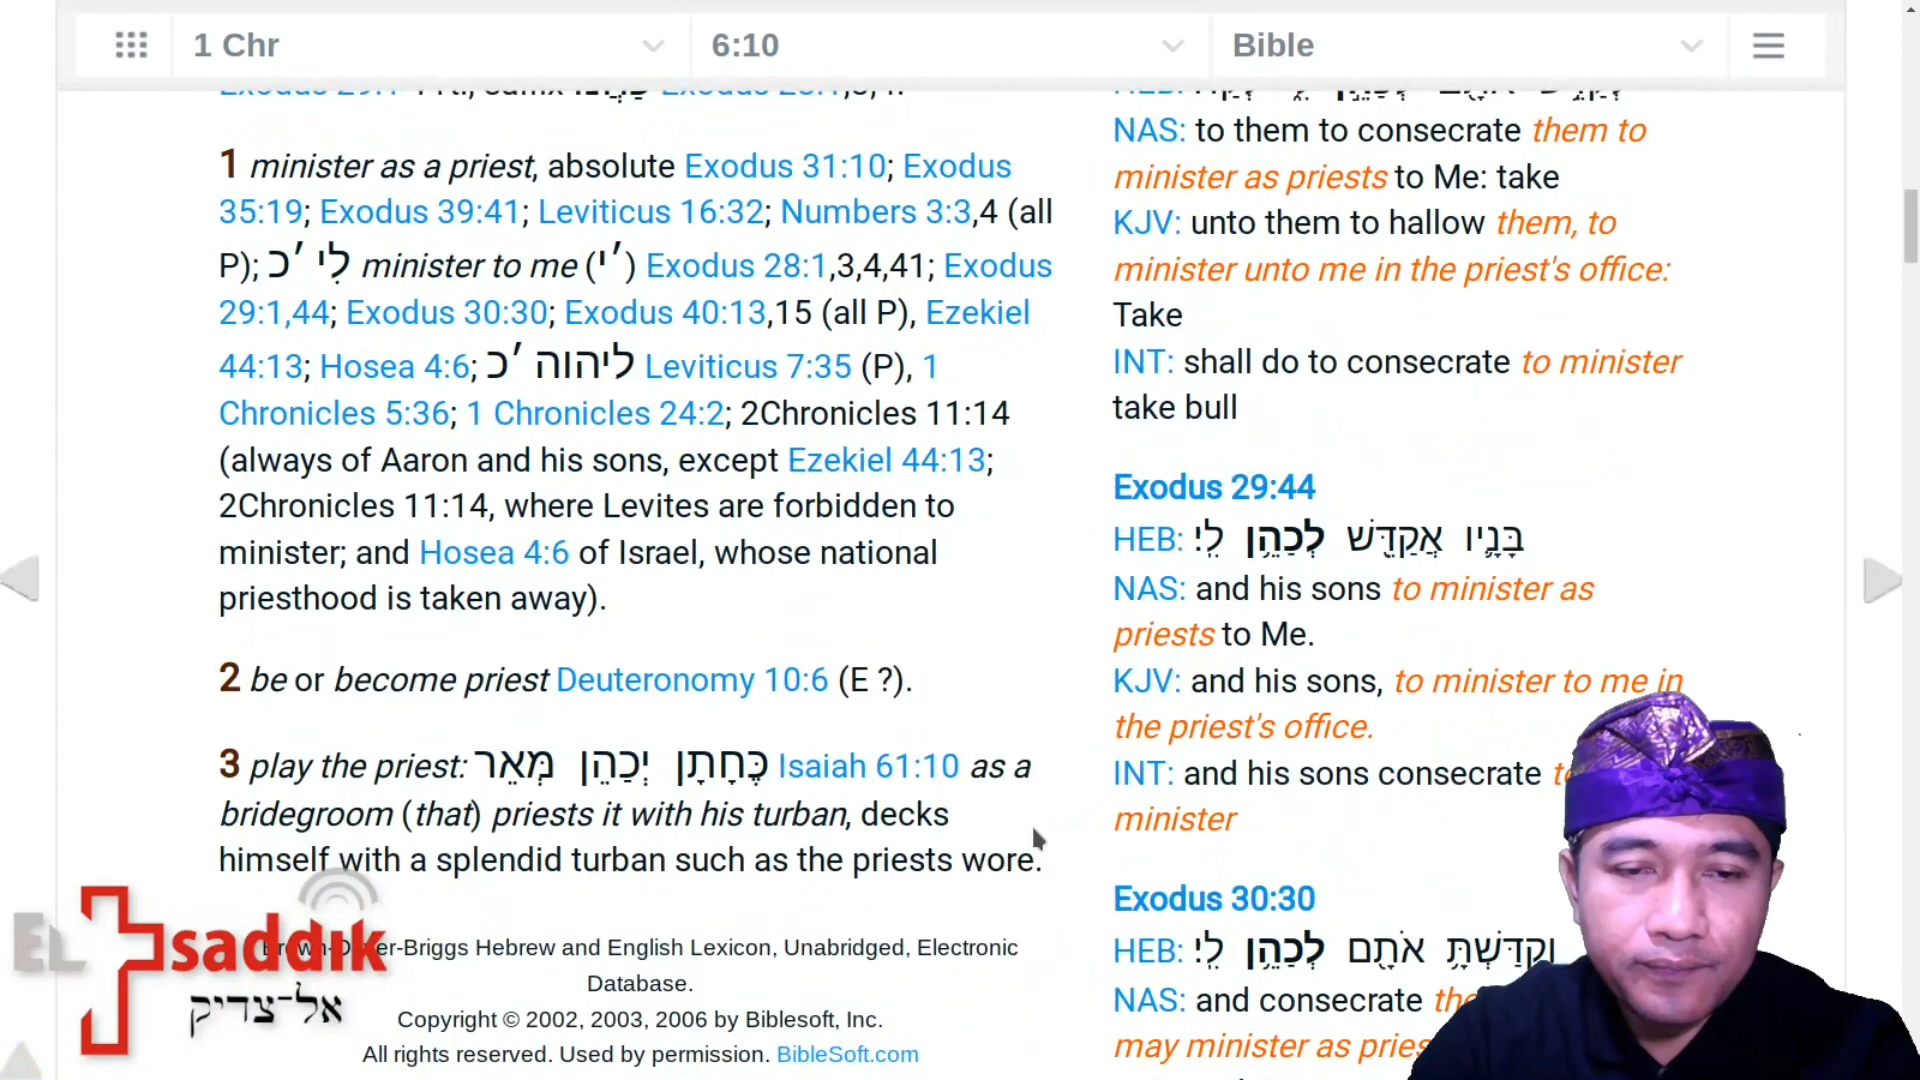 1 Chr
6:10
Bible
1 minister as a priest, absolute Exodus 31:10; Exodus
35:19; Exodus 39:41; Leviticus 16:32; Numbers 3:3,4 (all
P); כ׳ לִי minister to me (י׳) Exodus 28:1,3,4,41; Exodus
29:1,44; Exodus 30:30; Exodus 40:13,15 (all P), Ezekiel
44:13; Hosea 4:6; כ׳ ליהוה Leviticus 7:35 (P), 1
Chronicles 5:36; 1 Chronicles 24:2; 2Chronicles 11:14
(always of Aaron and his sons, except Ezekiel 44:13;
2Chronicles 11:14, where Levites are forbidden to
minister; and Hosea 4:6 of Israel, whose national
priesthood is taken away).
2 be or become priest Deuteronomy 10:6 (E ?).
3 play the priest: כֶּחָתָן יְכַהֵן מְּאֵר Isaiah 61:10 as a
bridegroom (that) priests it with his turban, decks
himself with a splendid turban such as the priests wore.
-Briggs Hebrew and English Lexicon, Unabridged, Electronic
Database.
Copyright © 2002, 2003, 2006 by Biblesoft, Inc.
All rights reserved. Used by permission. BibleSoft.com
NAS: to them to consecrate them to
minister as priests to Me: take
KJV: unto them to hallow them, to
minister unto me in the priest's office:
Take
INT: shall do to consecrate to minister
take bull
Exodus 29:44
HEB: בָּנָ֛יו אֲקַדֵּ֖שׁ לְכַהֵ֥ן לִֽי׃
NAS: and his sons to minister as
priests to Me.
KJV: and his sons, to minister to me in
the priest's office.
INT: and his sons consecrate
minister
Exodus 30:30
HEB: וְקִדַּשְׁתָּ֥ אֹתָ֖ם לְכַהֵ֥ן לִֽי׃
NAS: and consecrate
may minister as
EL
saddik
אל־צדיק